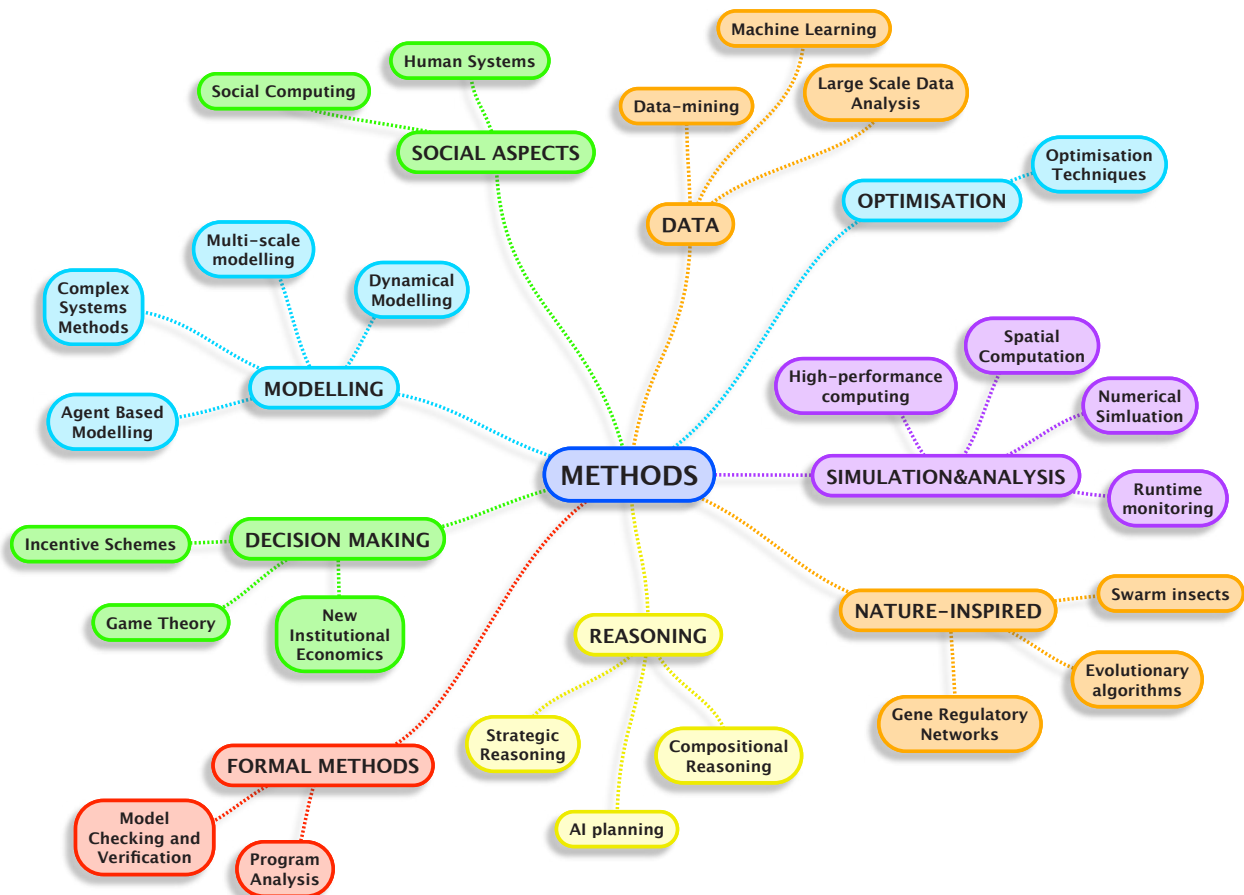 Machine Learning
Human Systems
Social Computing
Large Scale Data
Analysis
Data-mining
SOCIAL ASPECTS
Optimisation
Techniques
OPTIMISATION
DATA
Multi-scale
modelling
Dynamical
Modelling
Complex
Systems
Methods
Spatial
Computation
High-performance
computing
MODELLING
Numerical
Simluation
Agent Based
Modelling
METHODS
SIMULATION&ANALYSIS
Runtime
monitoring
DECISION MAKING
Incentive Schemes
Swarm insects
NATURE-INSPIRED
Game Theory
New
Institutional
Economics
REASONING
Evolutionary
algorithms
Gene Regulatory
Networks
Strategic
Reasoning
Compositional
Reasoning
FORMAL METHODS
AI planning
Model
Checking and
Verification
Program
Analysis